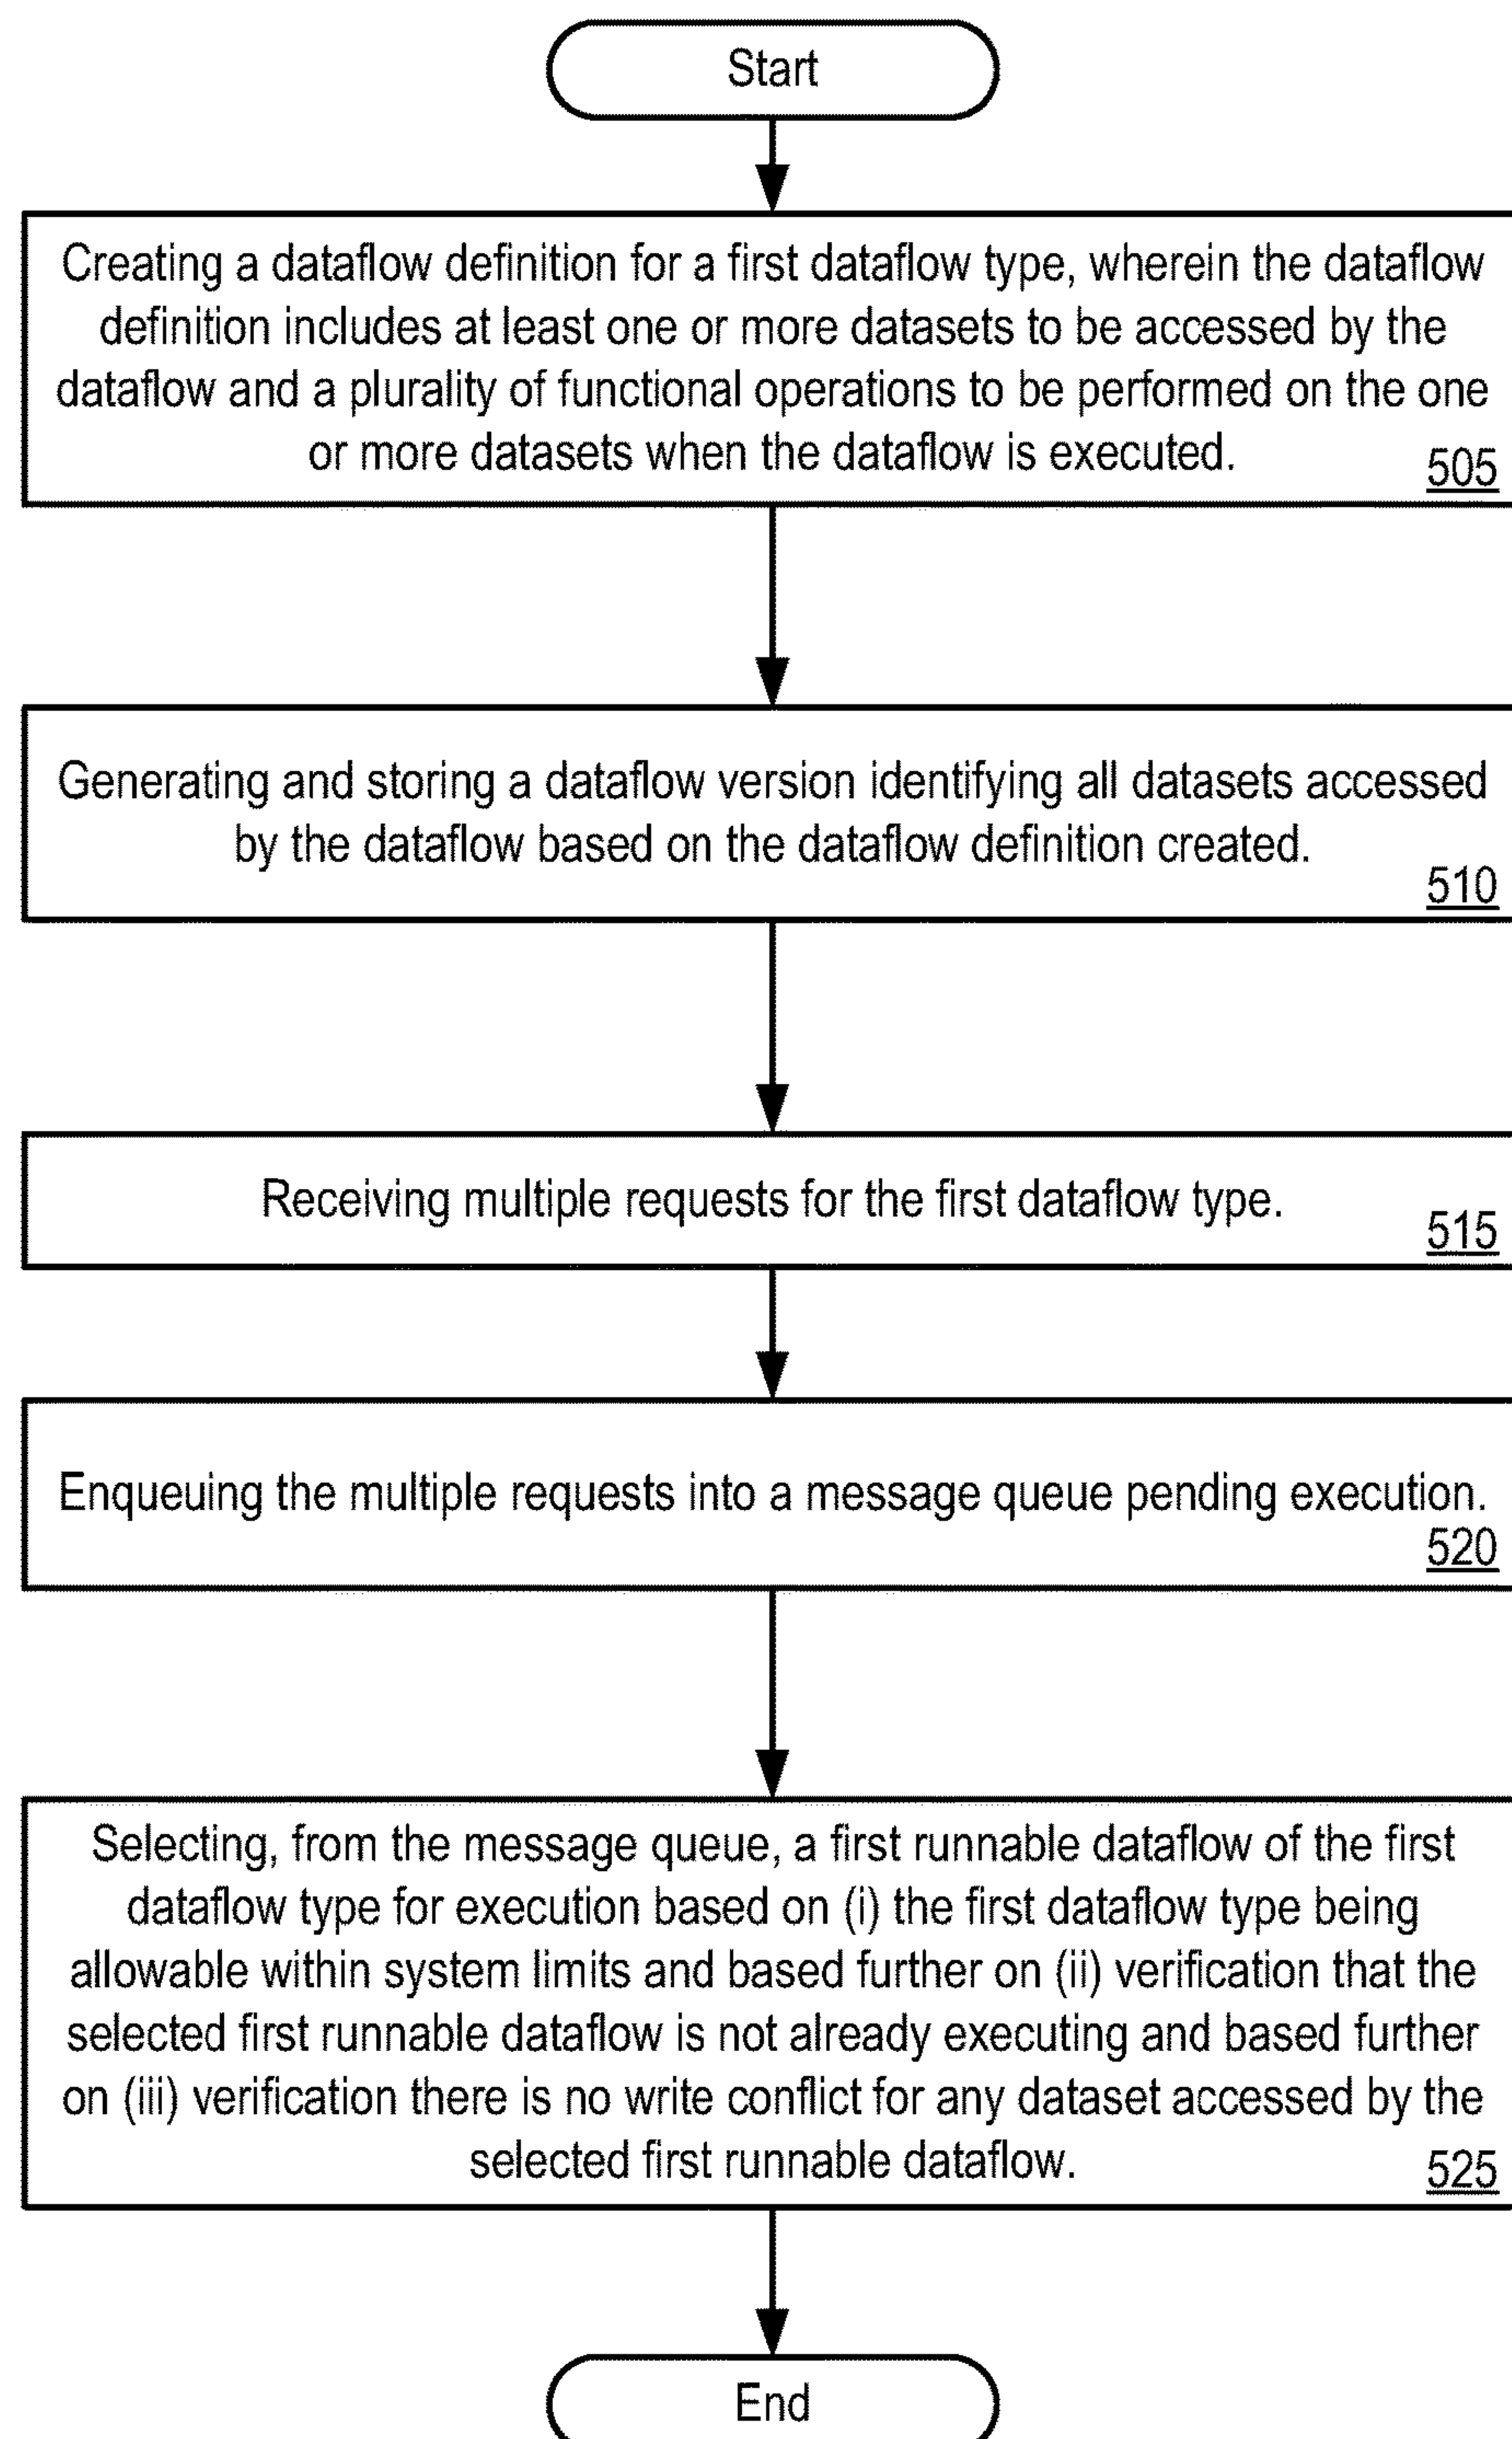 Start
Creating a dataflow definition for a first dataflow type, wherein the dataflow
definition includes at least one or more datasets to be accessed by the
dataflow and a plurality of functional operations to be performed on the one
or more datasets when the dataflow is executed.
505
Generating and storing a dataflow version identifying all datasets accessed
by the dataflow based on the dataflow definition created.
510
Receiving multiple requests for the first dataflow type.
515
Enqueuing the multiple requests into a message queue pending execution.
520
Selecting, from the message queue, a first runnable dataflow of the first
dataflow type for execution based on (i) the first dataflow type being
allowable within system limits and based further on (ii) verification that the
selected first runnable dataflow is not already executing and based further
on (iii) verification there is no write conflict for any dataset accessed by the
selected first runnable dataflow.
525
End